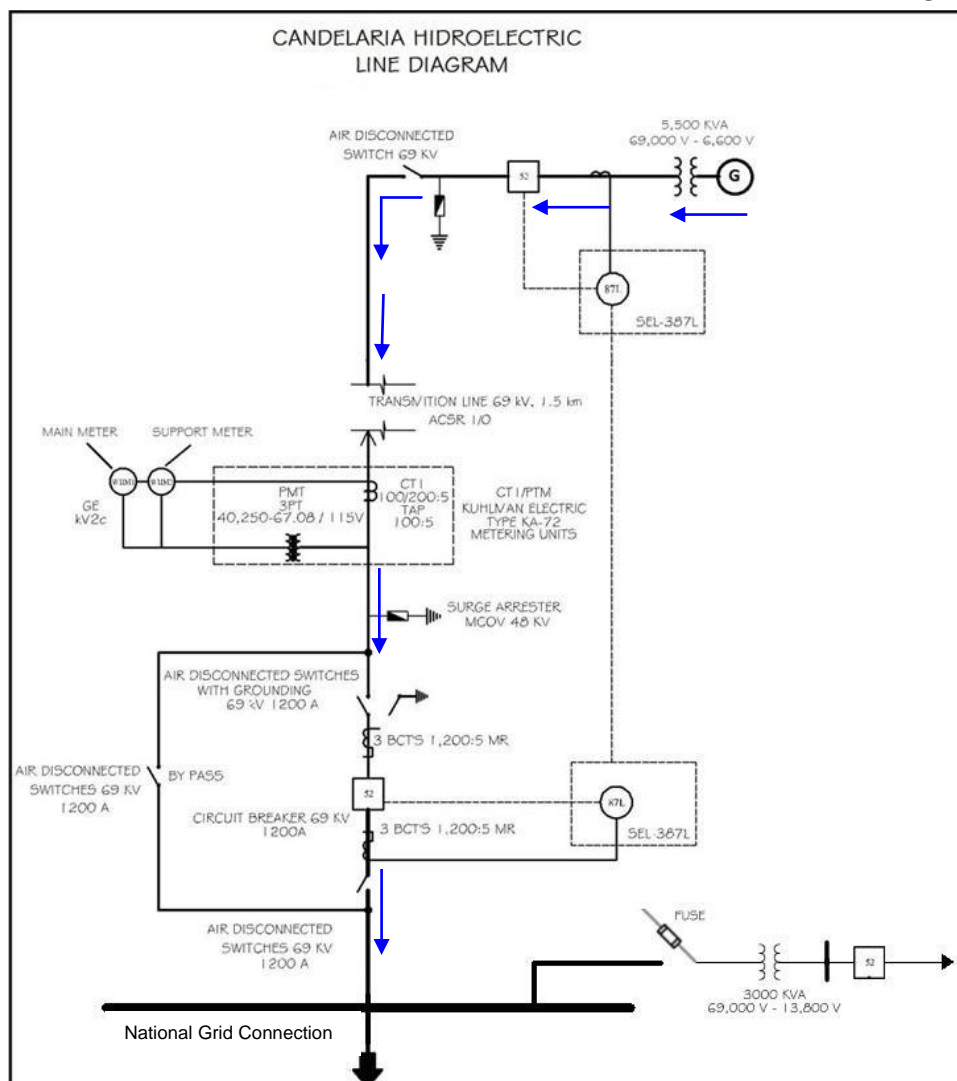 CANDELARIA HIDROELECTRIC
LINE DIAGRAM
5,500 KVA
69,000 V - 6,600 V
AIR DISCONNECTED
SWITCH 69 KV
52
G
87L
SEL-387L
TRANSMITION LINE 69 kV, 1.5 km
ACSR 1/0
MAIN METER
SUPPORT METER
WHM1
WHM2
GE
kV2c
PMT
3PT
40,250-67.08 / 115V
CT1
100/200:5
TAP
100:5
CT1/PTM
KUHLMAN ELECTRIC
TYPE KA-72
METERING UNITS
SURGE ARRESTER
MCOV 48 KV
AIR DISCONNECTED SWITCHES
WITH GROUNDING
69 kV 1200 A
3 BCT'S 1,200:5 MR
AIR DISCONNECTED
SWITCHES 69 KV
1200 A
BY PASS
52
CIRCUIT BREAKER 69 KV
1200A
3 BCT'S 1,200:5 MR
87L
SEL-387L
AIR DISCONNECTED
SWITCHES 69 KV
1200 A
FUSE
52
3000 KVA
69,000 V - 13,800 V
National Grid Connection